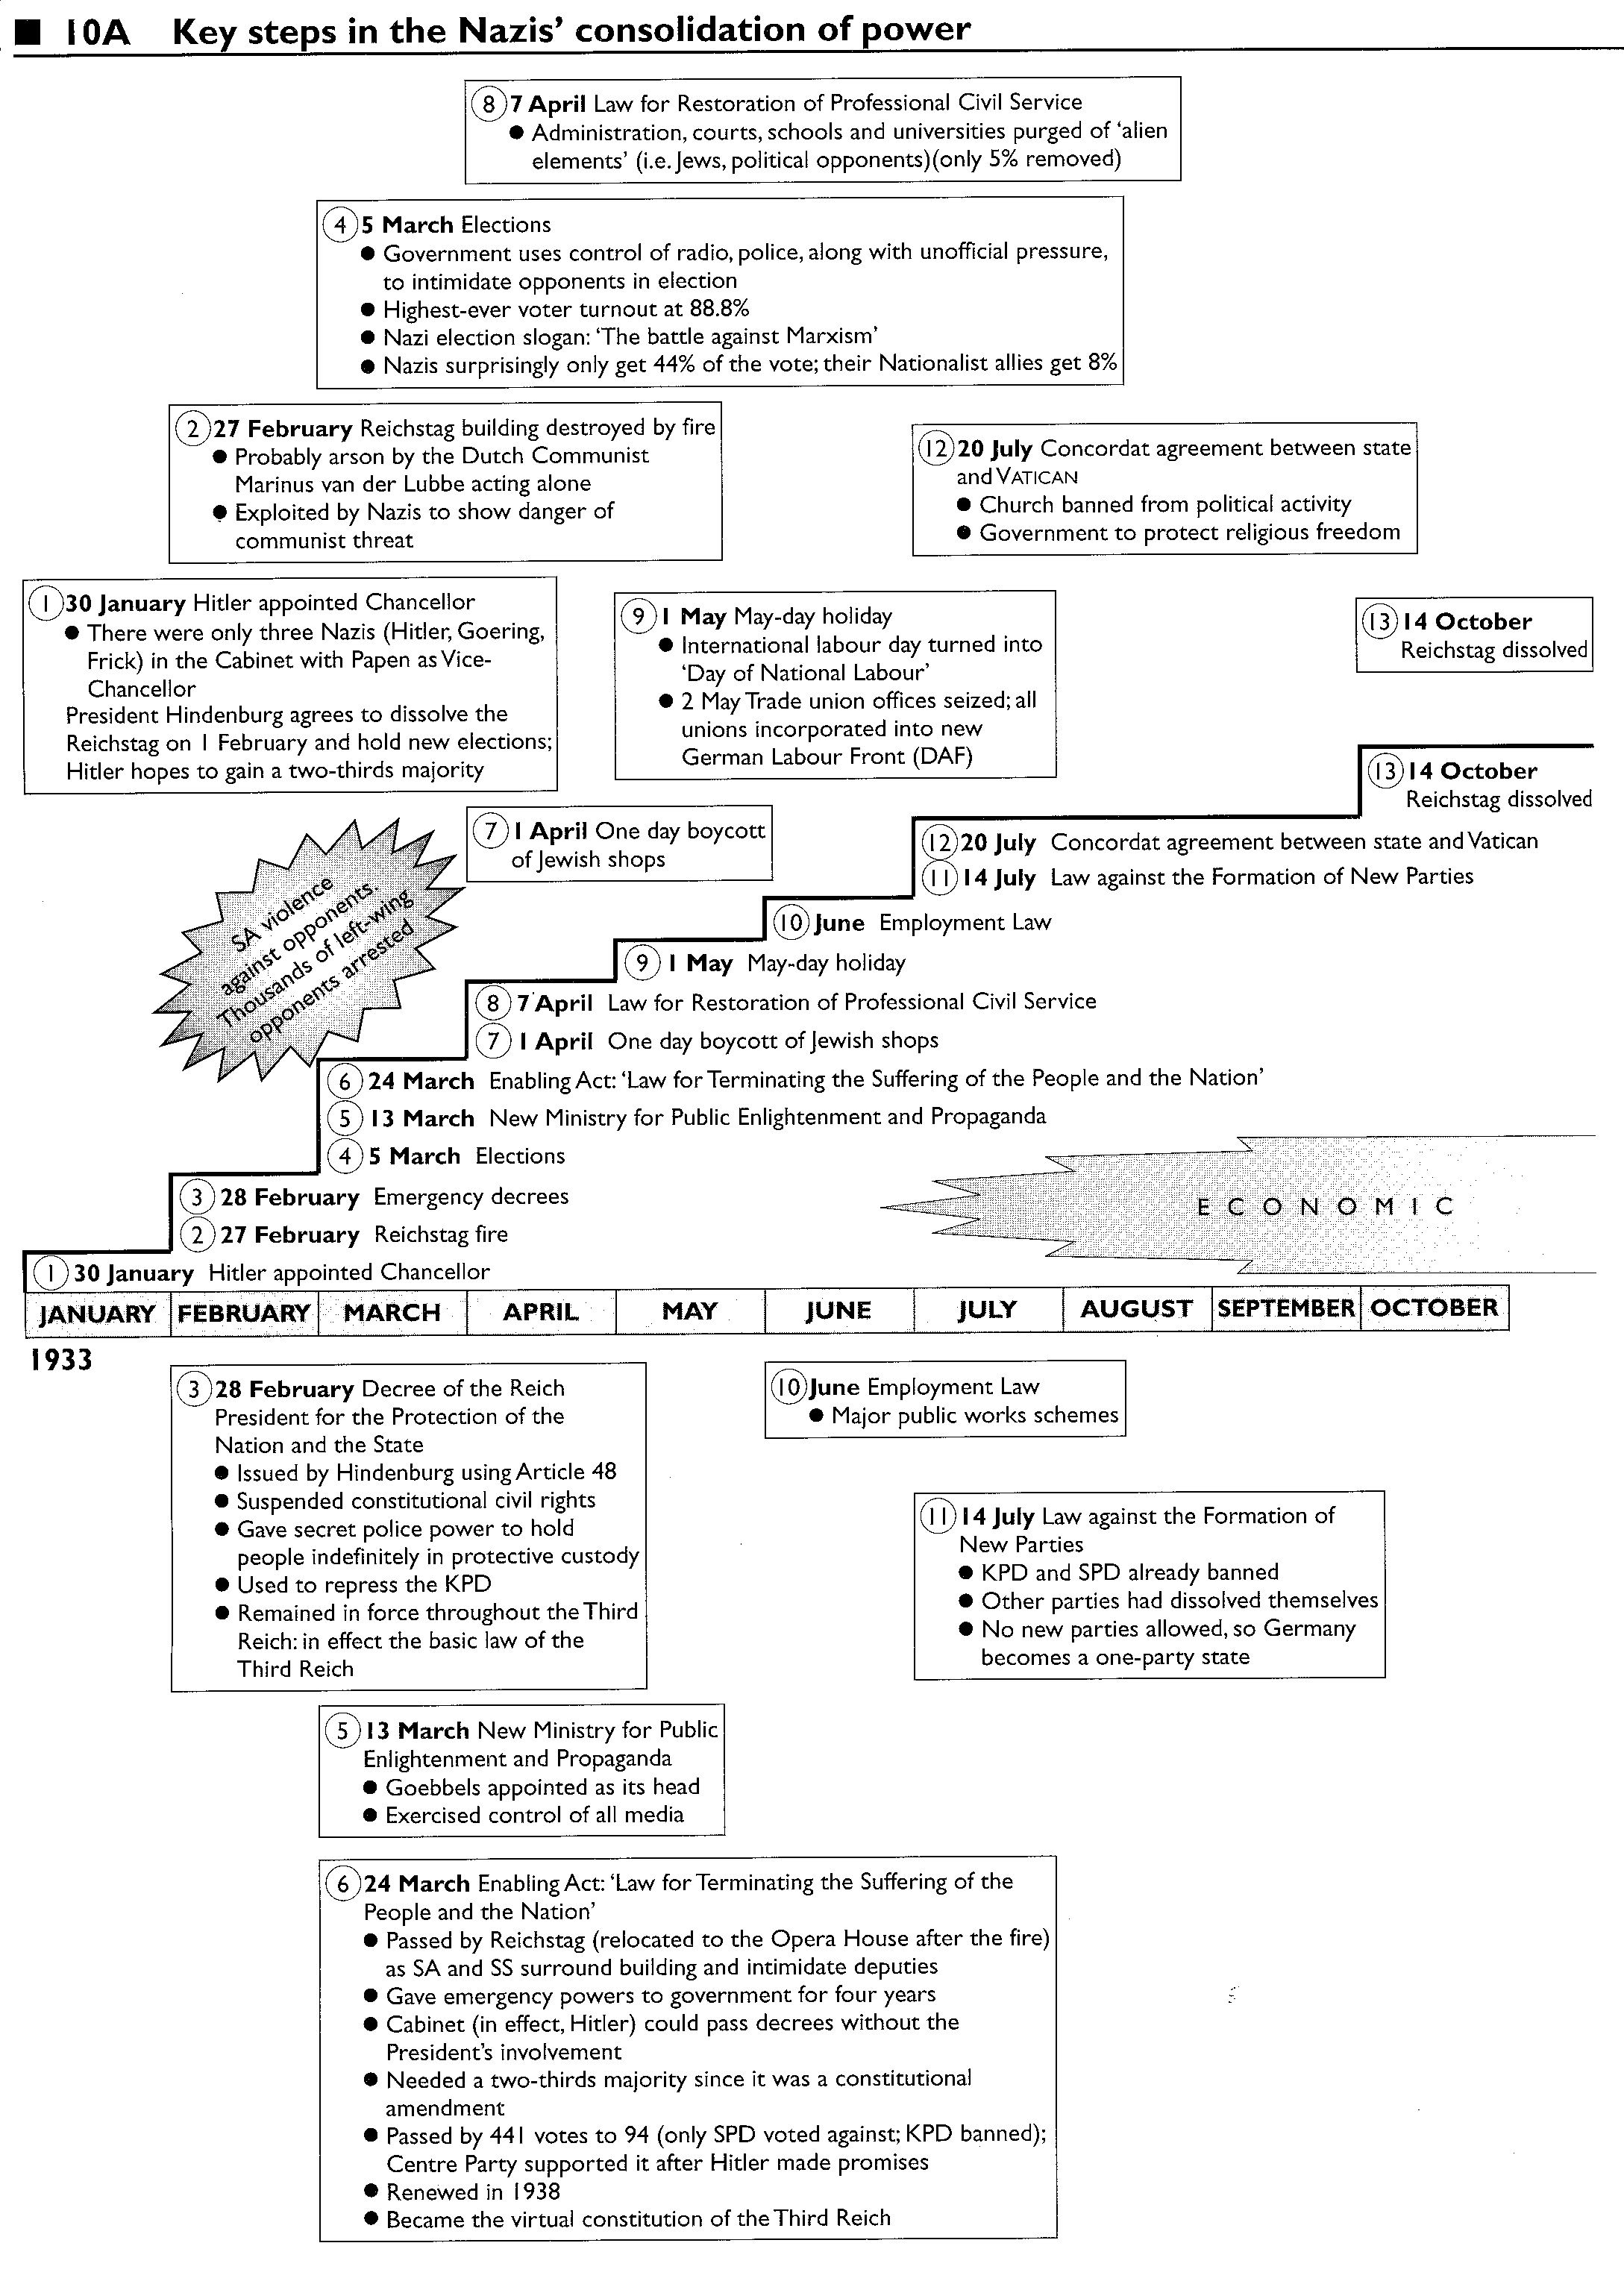 ■ 10A Key steps in the Nazis' consolidation of power
8 7 April Law for Restoration of Professional Civil Service
● Administration, courts, schools and universities purged of 'alien
elements' (i.e. Jews, political opponents)(only 5% removed)
4 5 March Elections
● Government uses control of radio, police, along with unofficial pressure,
to intimidate opponents in election
● Highest-ever voter turnout at 88.8%
● Nazi election slogan: 'The battle against Marxism'
● Nazis surprisingly only get 44% of the vote; their Nationalist allies get 8%
2 27 February Reichstag building destroyed by fire
● Probably arson by the Dutch Communist
Marinus van der Lubbe acting alone
● Exploited by Nazis to show danger of
communist threat
12 20 July Concordat agreement between state
and VATICAN
● Church banned from political activity
● Government to protect religious freedom
1 30 January Hitler appointed Chancellor
● There were only three Nazis (Hitler, Goering,
Frick) in the Cabinet with Papen as Vice-
Chancellor
President Hindenburg agrees to dissolve the
Reichstag on 1 February and hold new elections;
Hitler hopes to gain a two-thirds majority
9 1 May May-day holiday
● International labour day turned into
'Day of National Labour'
● 2 May Trade union offices seized; all
unions incorporated into new
German Labour Front (DAF)
13 14 October
Reichstag dissolved
7 1 April One day boycott
of Jewish shops
SA violence
against opponents.
Thousands of left-wing
opponents arrested
13 14 October
Reichstag dissolved
12 20 July Concordat agreement between state and Vatican
11 14 July Law against the Formation of New Parties
10 June Employment Law
9 1 May May-day holiday
8 7 April Law for Restoration of Professional Civil Service
7 1 April One day boycott of Jewish shops
6 24 March Enabling Act: 'Law for Terminating the Suffering of the People and the Nation'
5 13 March New Ministry for Public Enlightenment and Propaganda
4 5 March Elections
3 28 February Emergency decrees
2 27 February Reichstag fire
1 30 January Hitler appointed Chancellor
ECONOMIC
JANUARY FEBRUARY MARCH APRIL MAY JUNE JULY AUGUST SEPTEMBER OCTOBER
1933
3 28 February Decree of the Reich
President for the Protection of the
Nation and the State
● Issued by Hindenburg using Article 48
● Suspended constitutional civil rights
● Gave secret police power to hold
people indefinitely in protective custody
● Used to repress the KPD
● Remained in force throughout the Third
Reich: in effect the basic law of the
Third Reich
10 June Employment Law
● Major public works schemes
11 14 July Law against the Formation of
New Parties
● KPD and SPD already banned
● Other parties had dissolved themselves
● No new parties allowed, so Germany
becomes a one-party state
5 13 March New Ministry for Public
Enlightenment and Propaganda
● Goebbels appointed as its head
● Exercised control of all media
6 24 March Enabling Act: 'Law for Terminating the Suffering of the
People and the Nation'
● Passed by Reichstag (relocated to the Opera House after the fire)
as SA and SS surround building and intimidate deputies
● Gave emergency powers to government for four years
● Cabinet (in effect, Hitler) could pass decrees without the
President's involvement
● Needed a two-thirds majority since it was a constitutional
amendment
● Passed by 441 votes to 94 (only SPD voted against; KPD banned);
Centre Party supported it after Hitler made promises
● Renewed in 1938
● Became the virtual constitution of the Third Reich